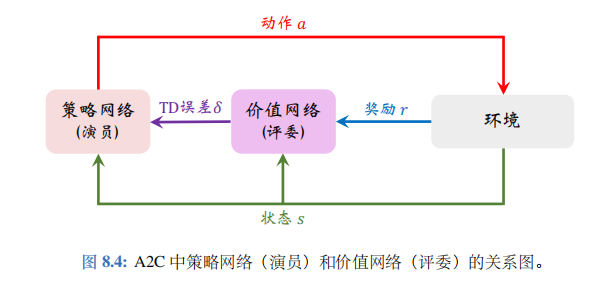 动作 a
策略网络
(演员)
TD误差δ
价值网络
(评委)
奖励 r
环境
状态 s
图 8.4: A2C 中策略网络（演员）和价值网络（评委）的关系图。